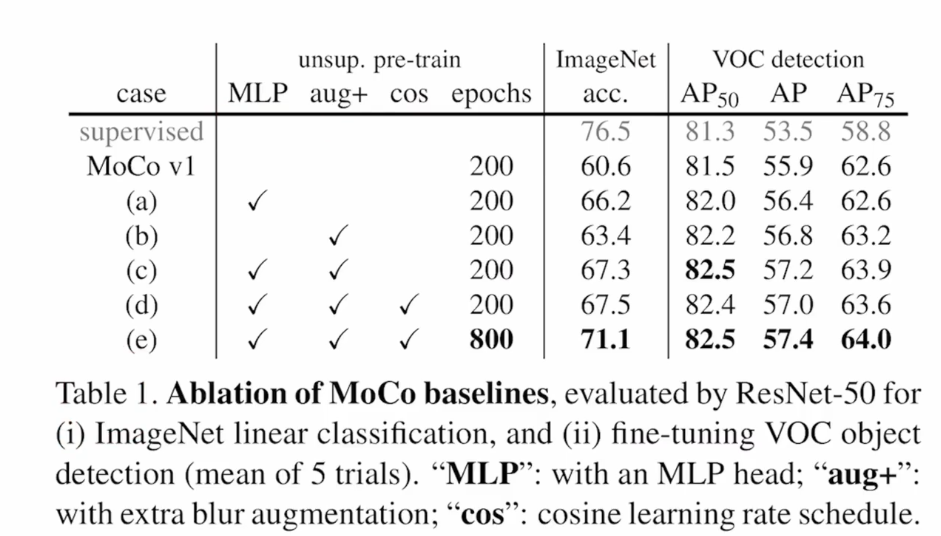 unsup. pre-train ImageNet VOC detection
case MLP aug+ cos epochs acc. AP50 AP AP75
supervised 76.5 81.3 53.5 58.8
MoCo v1 200 60.6 81.5 55.9 62.6
(a) ✓ 200 66.2 82.0 56.4 62.6
(b) ✓ 200 63.4 82.2 56.8 63.2
(c) ✓ ✓ 200 67.3 82.5 57.2 63.9
(d) ✓ ✓ ✓ 200 67.5 82.4 57.0 63.6
(e) ✓ ✓ ✓ 800 71.1 82.5 57.4 64.0
Table 1. Ablation of MoCo baselines, evaluated by ResNet-50 for
(i) ImageNet linear classification, and (ii) fine-tuning VOC object
detection (mean of 5 trials). “MLP”: with an MLP head; “aug+”:
with extra blur augmentation; “cos”: cosine learning rate schedule.